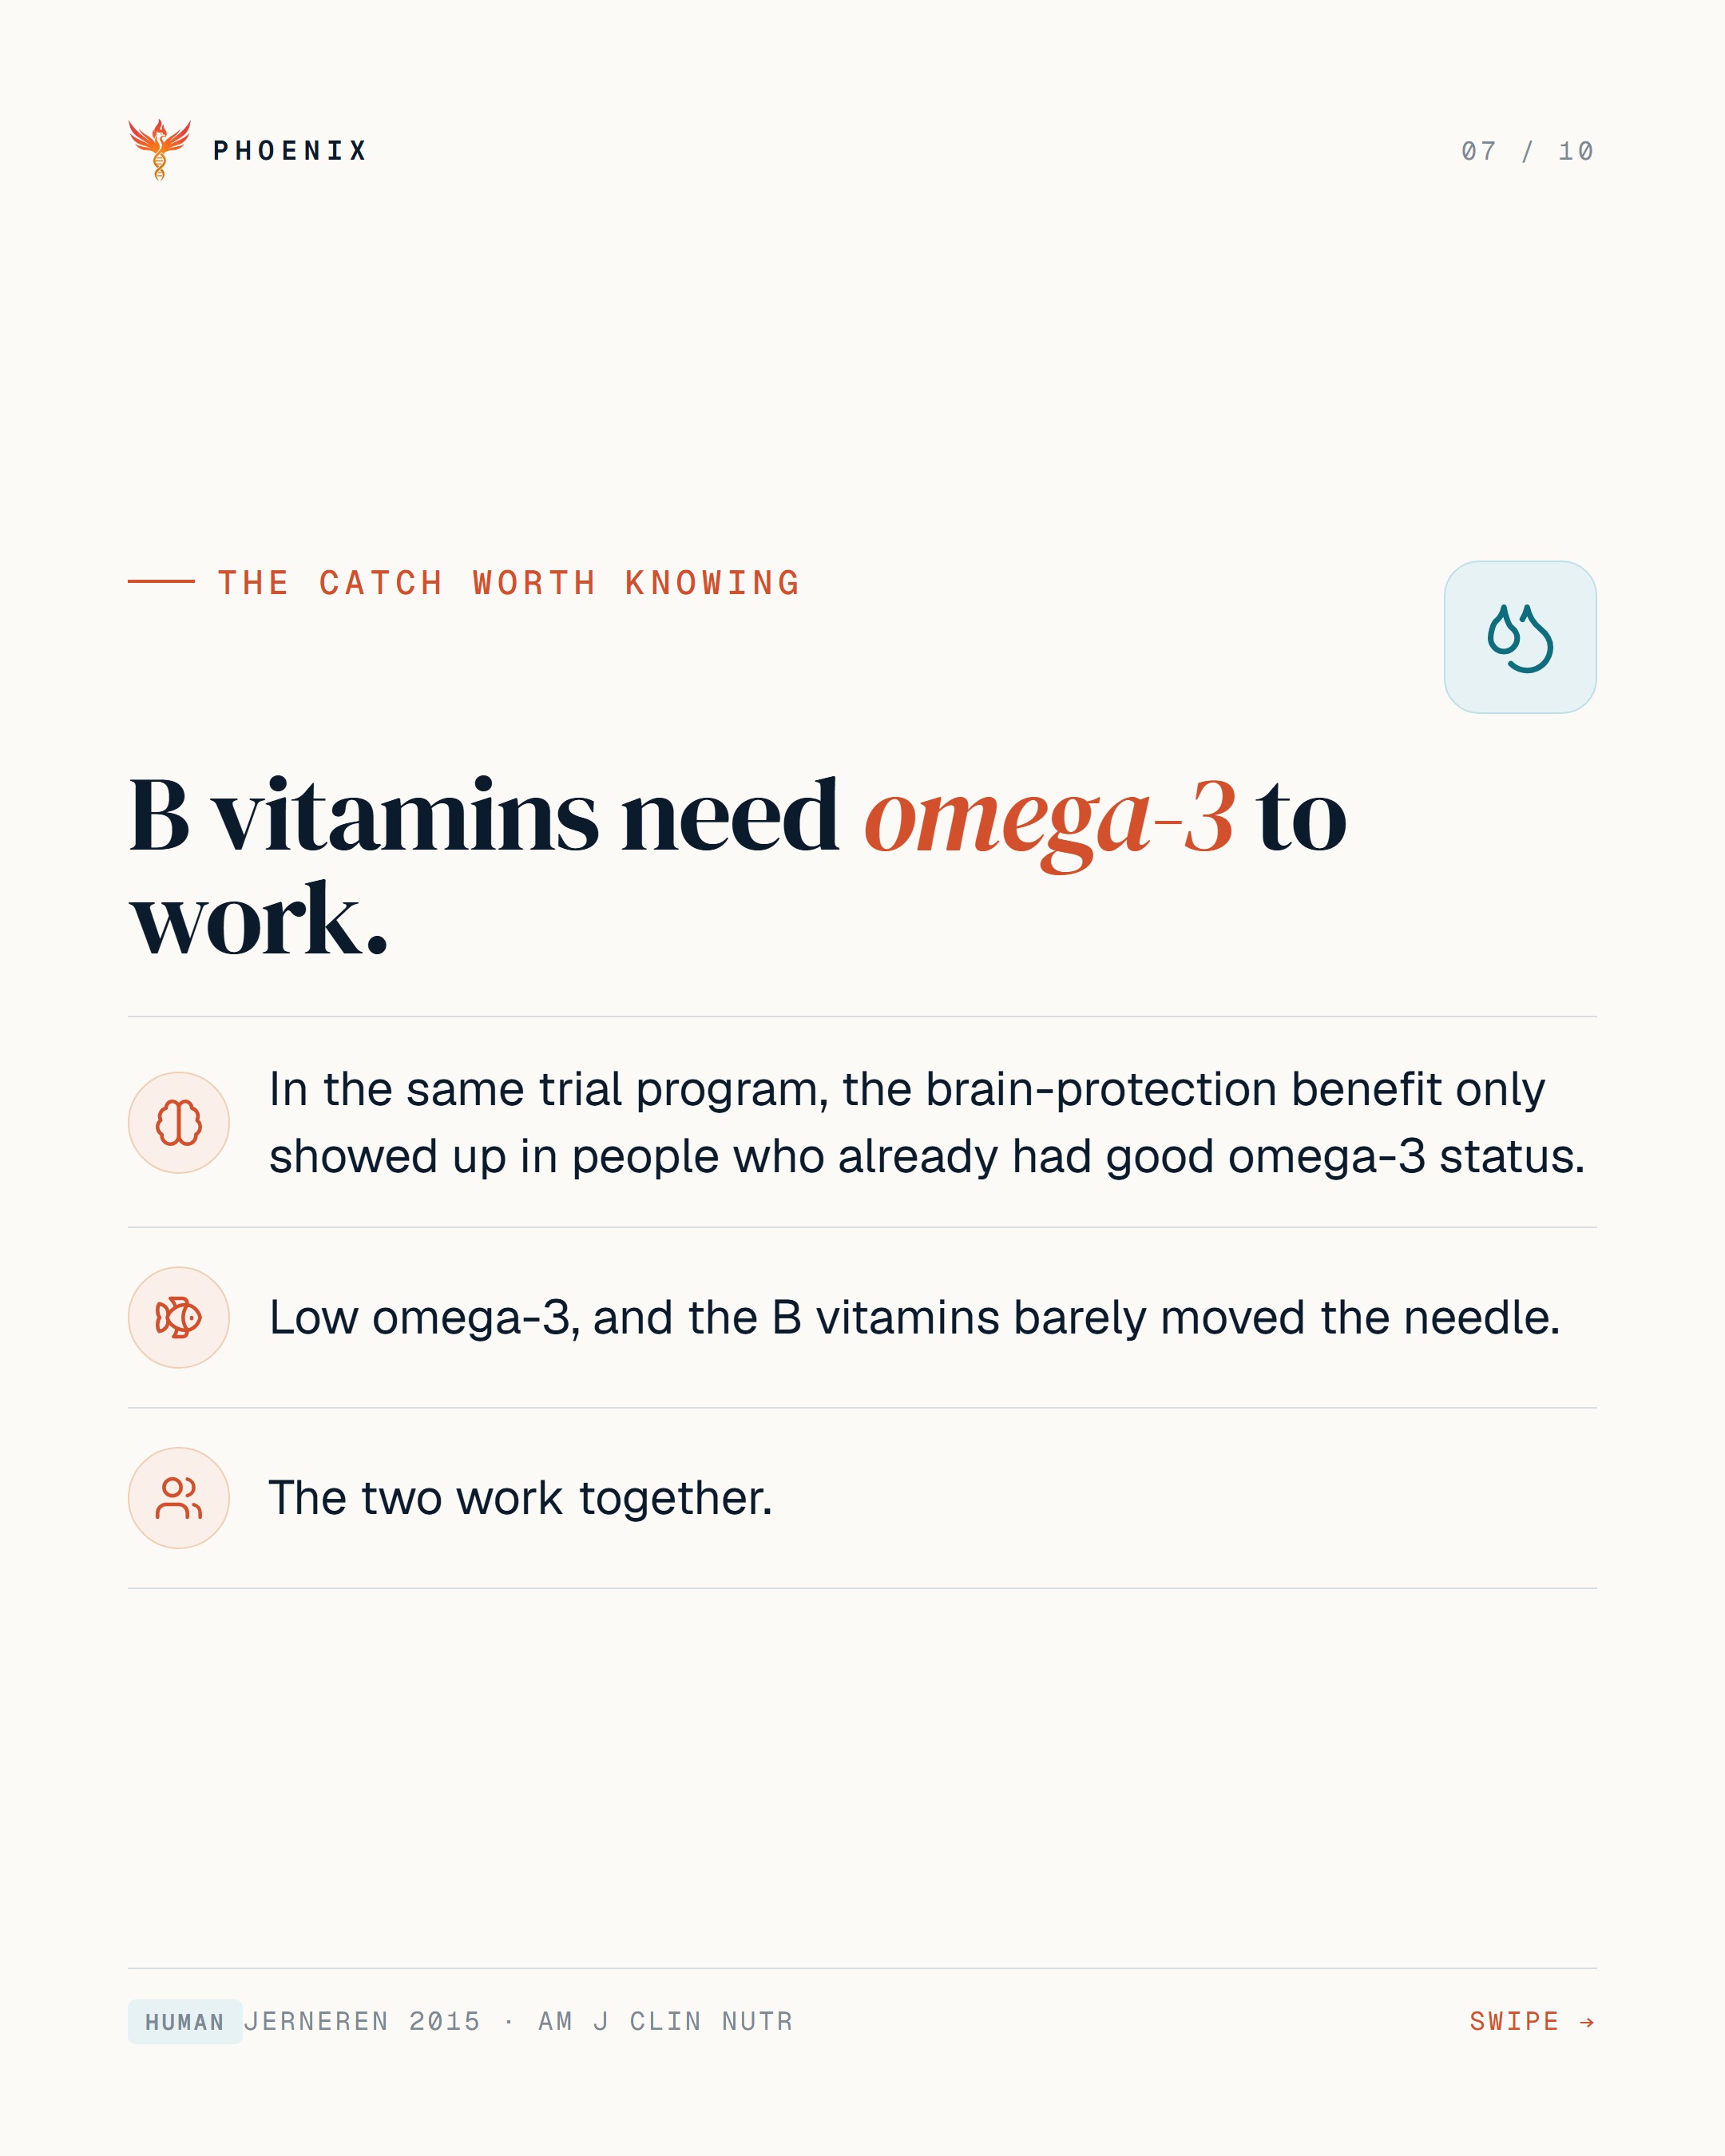 PHOENIX
07 / 10
THE CATCH WORTH KNOWING
B vitamins need omega-3 to
work.
In the same trial program, the brain-protection benefit only
showed up in people who already had good omega-3 status.
Low omega-3, and the B vitamins barely moved the needle.
The two work together.
HUMAN JERNEREN 2015 · AM J CLIN NUTR
SWIPE →